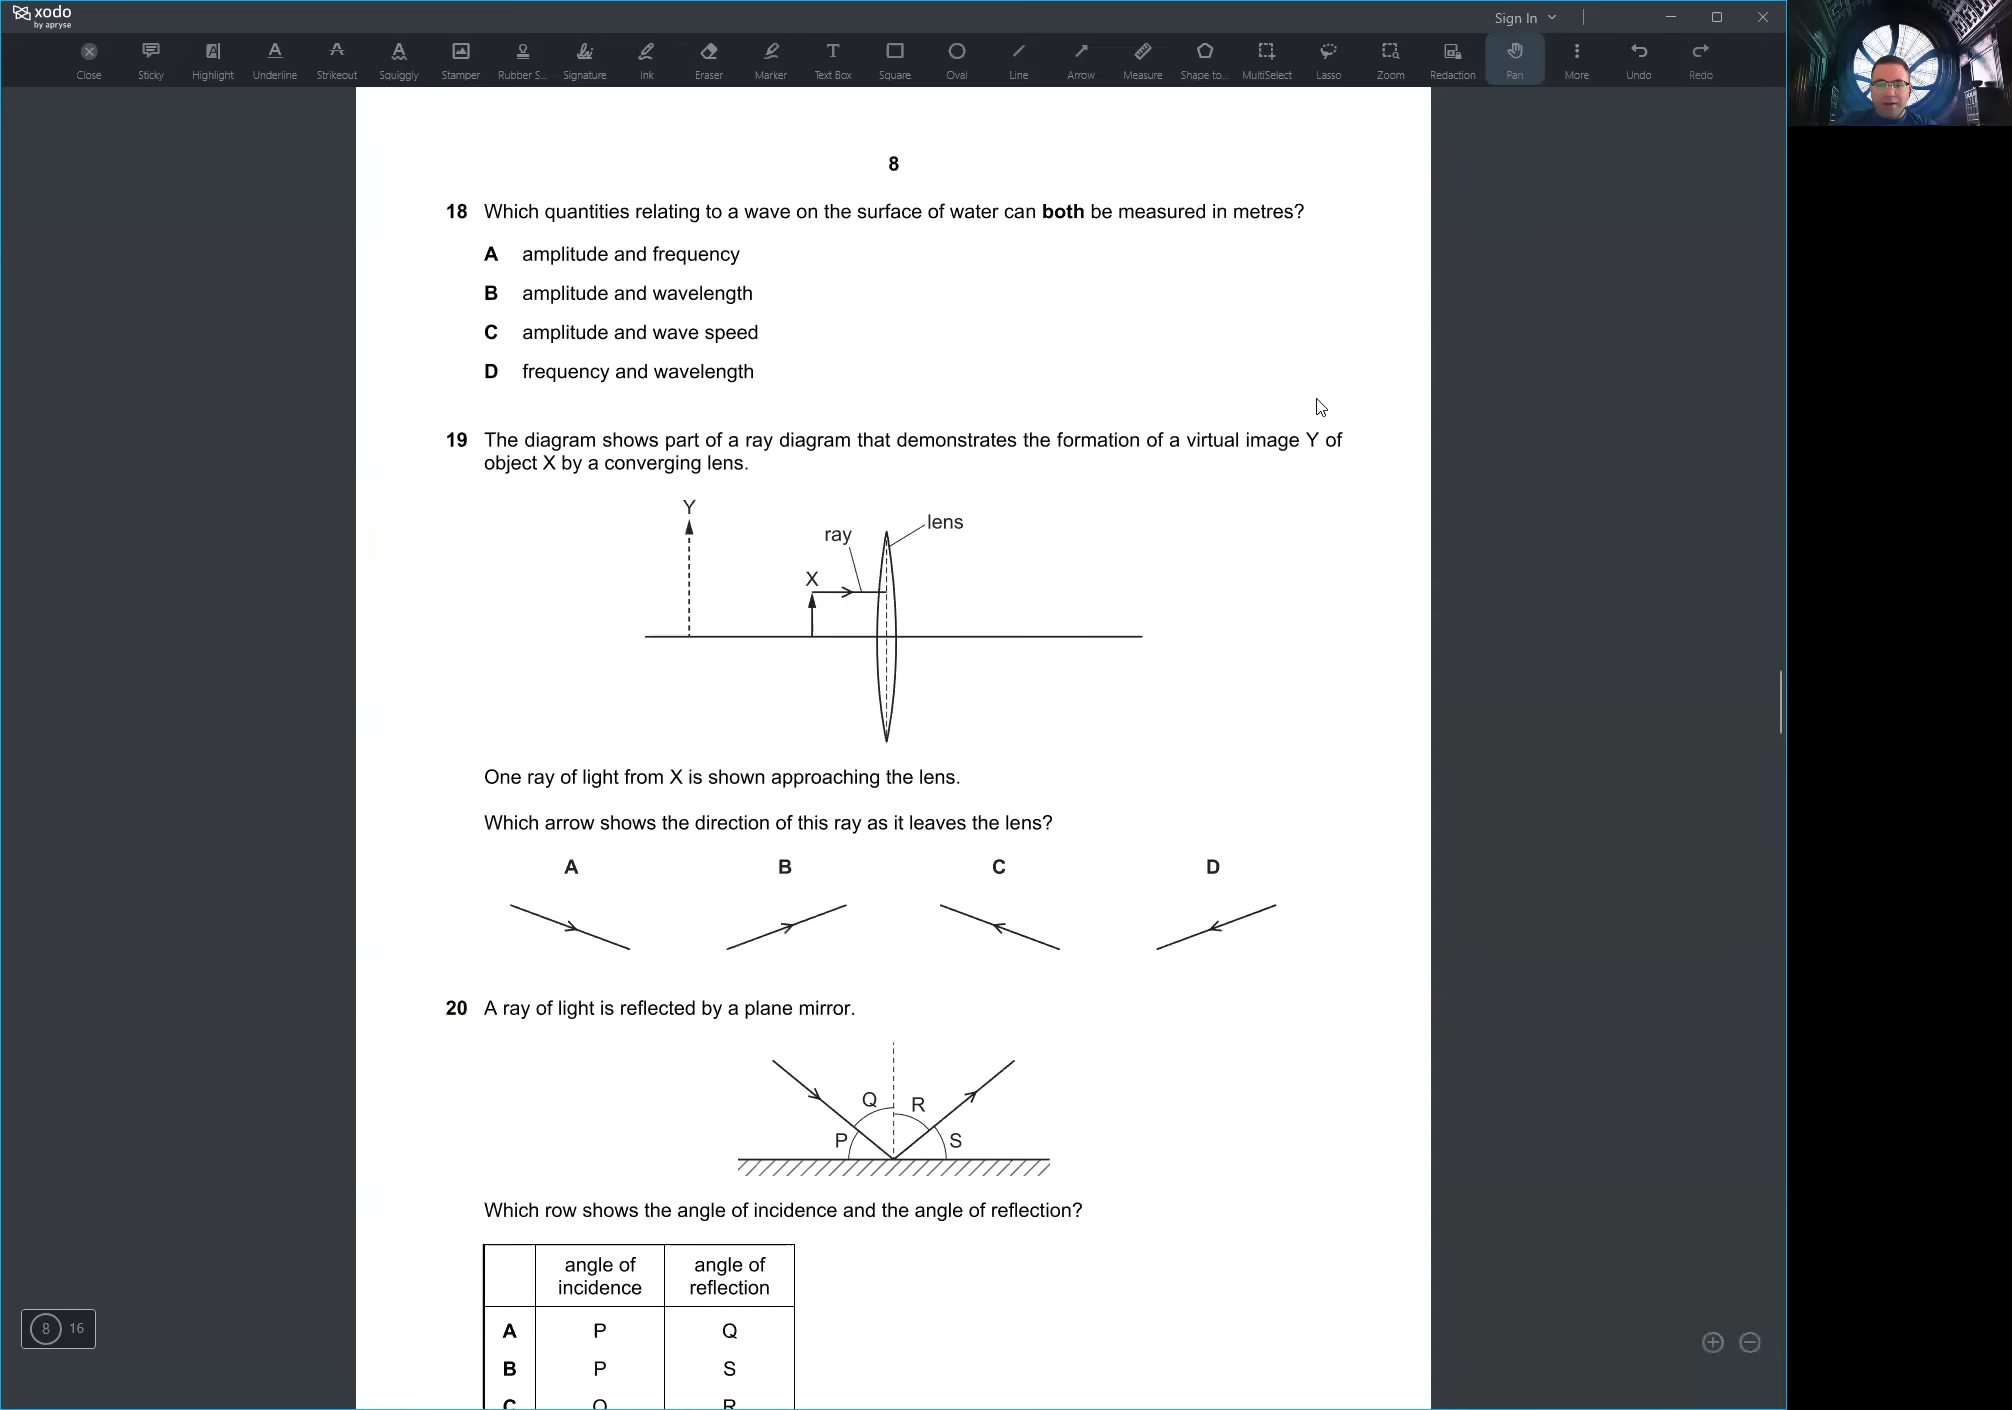 xodo
by apryse
Sign In
Close
Sticky
Highlight
Underline
Strikeout
Squiggly
Stamper
Rubber S...
Signature
Ink
Eraser
Marker
Text Box
Square
Oval
Line
Arrow
Measure
Shape to...
MultiSelect
Lasso
Zoom
Redaction
Pan
More
Undo
Redo
8
18 Which quantities relating to a wave on the surface of water can both be measured in metres?
A amplitude and frequency
B amplitude and wavelength
C amplitude and wave speed
D frequency and wavelength
19 The diagram shows part of a ray diagram that demonstrates the formation of a virtual image Y of
object X by a converging lens.
Y
lens
ray
X
One ray of light from X is shown approaching the lens.
Which arrow shows the direction of this ray as it leaves the lens?
A B C D
20 A ray of light is reflected by a plane mirror.
Q R
P S
Which row shows the angle of incidence and the angle of reflection?
angle of incidence angle of reflection
A P Q
B P S
C Q R
8 16